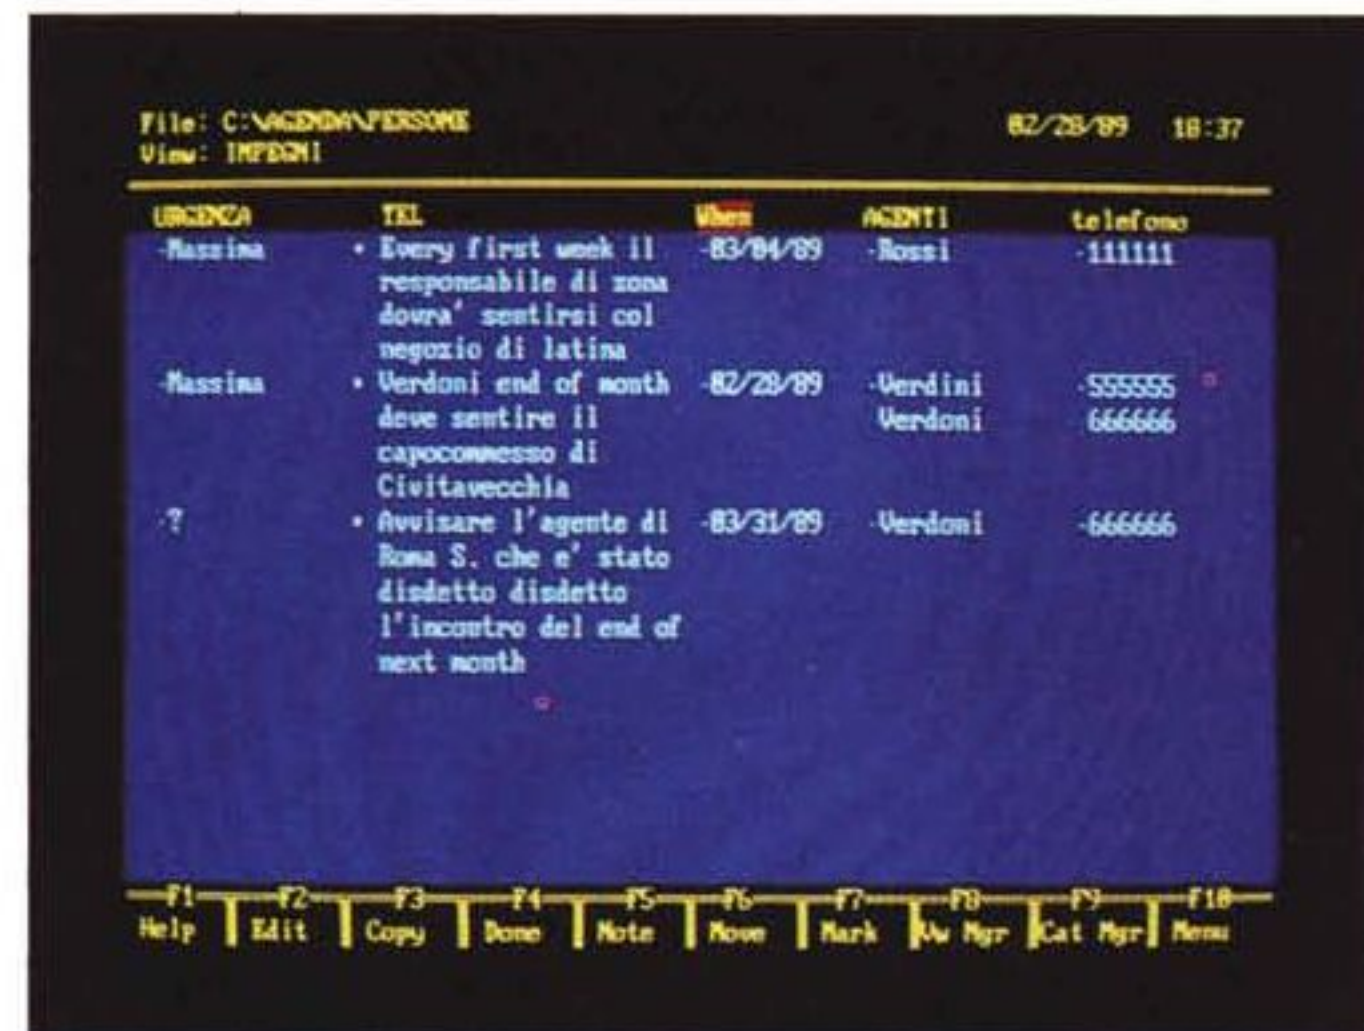 File: C:\AGENDA\PERSONE 02/28/89 18:37
View: IMPEGNI
URGENZA TEL When AGENTI telefono
·Massima • Every first week il ·03/04/89 ·Rossi ·111111
responsabile di zona
dovra' sentirsi col
negozio di latina
·Massima • Verdoni end of month ·02/28/89 ·Verdini ·555555
deve sentire il Verdoni 666666
capocommesso di
Civitavecchia
·? • Avvisare l'agente di ·03/31/89 ·Verdoni ·666666
Roma S. che e' stato
disdetto disdetto
l'incontro del end of
next month
F1 F2 F3 F4 F5 F6 F7 F8 F9 F10
Help Edit Copy Done Note Move Mark Vw Mgr Cat Mgr Menu